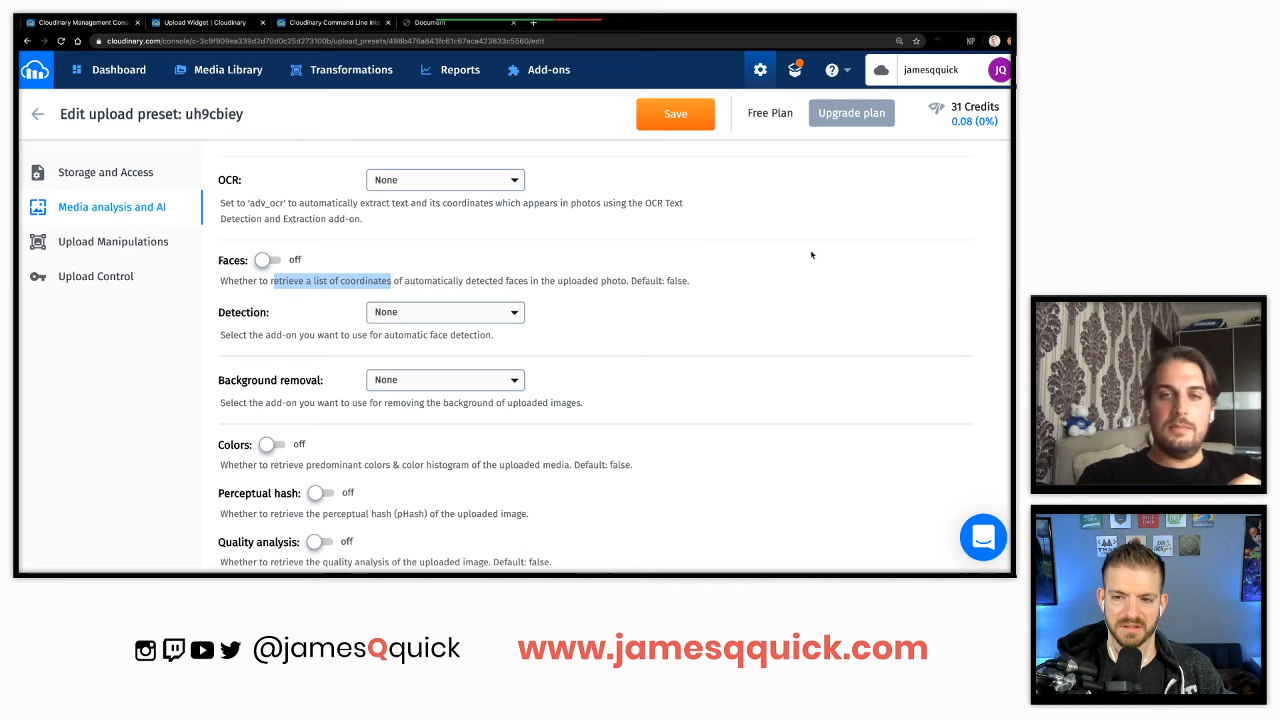 Cloudinary Management Cons
Upload Widget | Cloudinary
Cloudinary Command Line Int
Document
cloudinary.com/console/c-3c9f909ea339d2d70d0c25d273100b/upload_presets/498b476a843fc61c67aca423833c5560/edit
NP
Dashboard
Media Library
Transformations
Reports
Add-ons
jamesqquick
JQ
Edit upload preset: uh9cbiey
Save
Free Plan
Upgrade plan
31 Credits
0.08 (0%)
Storage and Access
Media analysis and AI
Upload Manipulations
Upload Control
OCR:
None
Set to 'adv_ocr' to automatically extract text and its coordinates which appears in photos using the OCR Text
Detection and Extraction add-on.
Faces:
off
Whether to retrieve a list of coordinates of automatically detected faces in the uploaded photo. Default: false.
Detection:
None
Select the add-on you want to use for automatic face detection.
Background removal:
None
Select the add-on you want to use for removing the background of uploaded images.
Colors:
off
Whether to retrieve predominant colors & color histogram of the uploaded media. Default: false.
Perceptual hash:
off
Whether to retrieve the perceptual hash (pHash) of the uploaded image.
Quality analysis:
off
Whether to retrieve the quality analysis of the uploaded image. Default: false.
@jamesQquick
www.jamesqquick.com